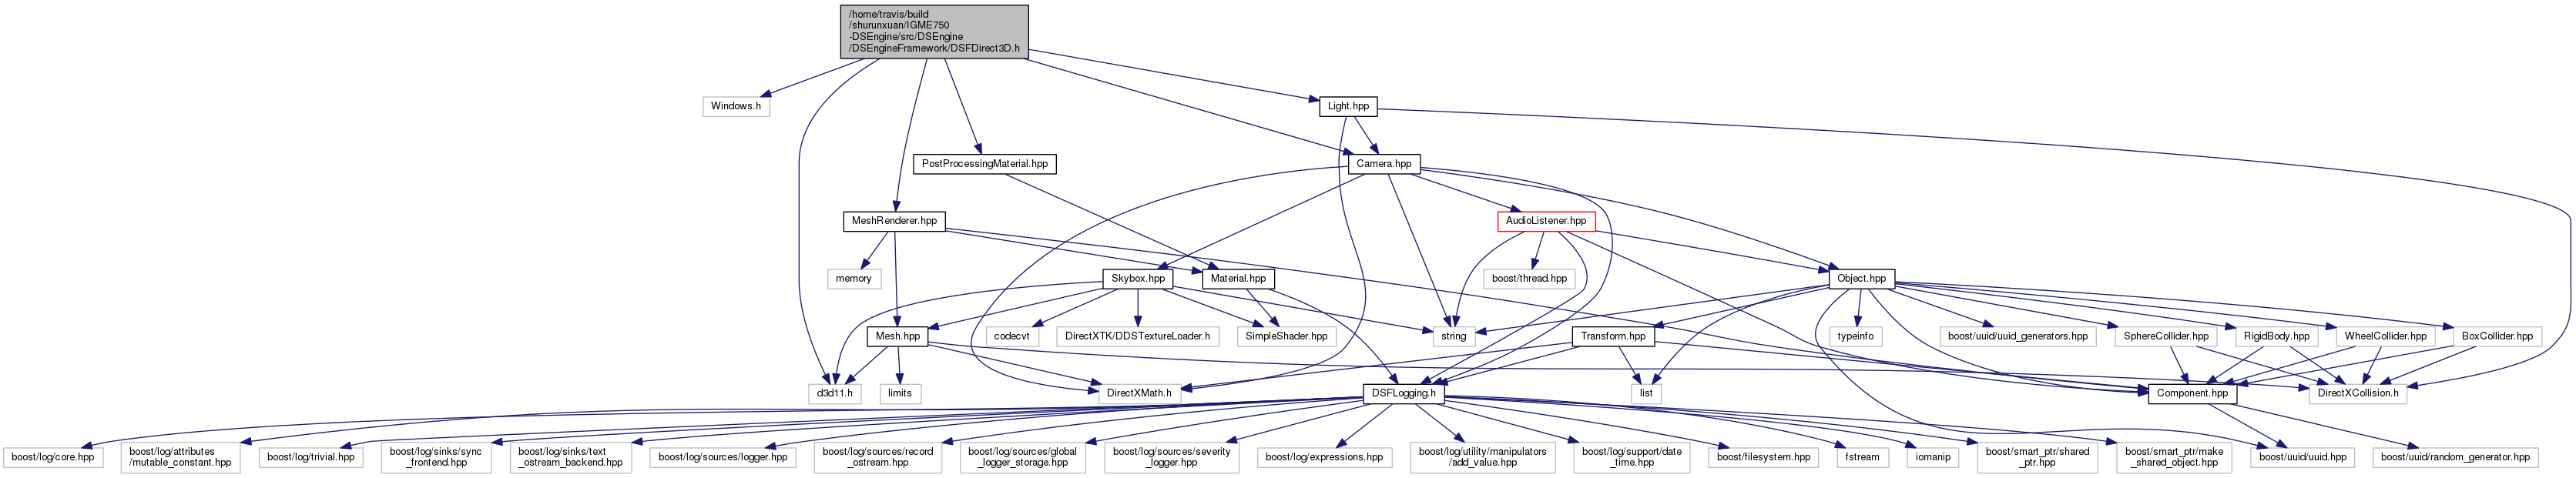 /home/travis/build
/shurunxuan/IGME750
-DSEngine/src/DSEngine
/DSEngineFramework/DSFDirect3D.h
Windows.h
Light.hpp
PostProcessingMaterial.hpp
Camera.hpp
MeshRenderer.hpp
AudioListener.hpp
memory
Skybox.hpp
Material.hpp
boost/thread.hpp
Object.hpp
Mesh.hpp
codecvt
DirectXTK/DDSTextureLoader.h
SimpleShader.hpp
string
Transform.hpp
typeinfo
boost/uuid/uuid_generators.hpp
SphereCollider.hpp
RigidBody.hpp
WheelCollider.hpp
BoxCollider.hpp
d3d11.h
limits
DirectXMath.h
DSFLogging.h
list
Component.hpp
DirectXCollision.h
boost/log/core.hpp
boost/log/attributes
/mutable_constant.hpp
boost/log/trivial.hpp
boost/log/sinks/sync
_frontend.hpp
boost/log/sinks/text
_ostream_backend.hpp
boost/log/sources/logger.hpp
boost/log/sources/record
_ostream.hpp
boost/log/sources/global
_logger_storage.hpp
boost/log/sources/severity
_logger.hpp
boost/log/expressions.hpp
boost/log/utility/manipulators
/add_value.hpp
boost/log/support/date
_time.hpp
boost/filesystem.hpp
fstream
iomanip
boost/smart_ptr/shared
_ptr.hpp
boost/smart_ptr/make
_shared_object.hpp
boost/uuid/uuid.hpp
boost/uuid/random_generator.hpp